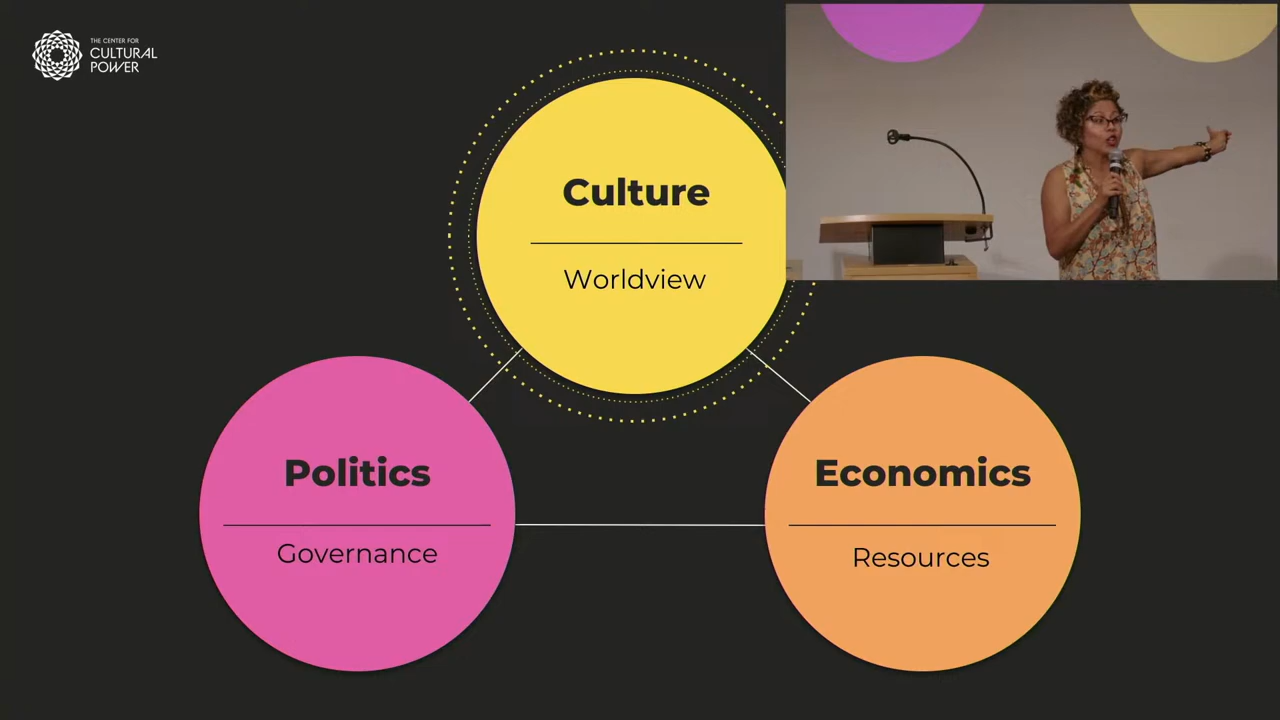 THE CENTER FOR
CULTURAL
POWER
Culture
Worldview
Politics
Governance
Economics
Resources